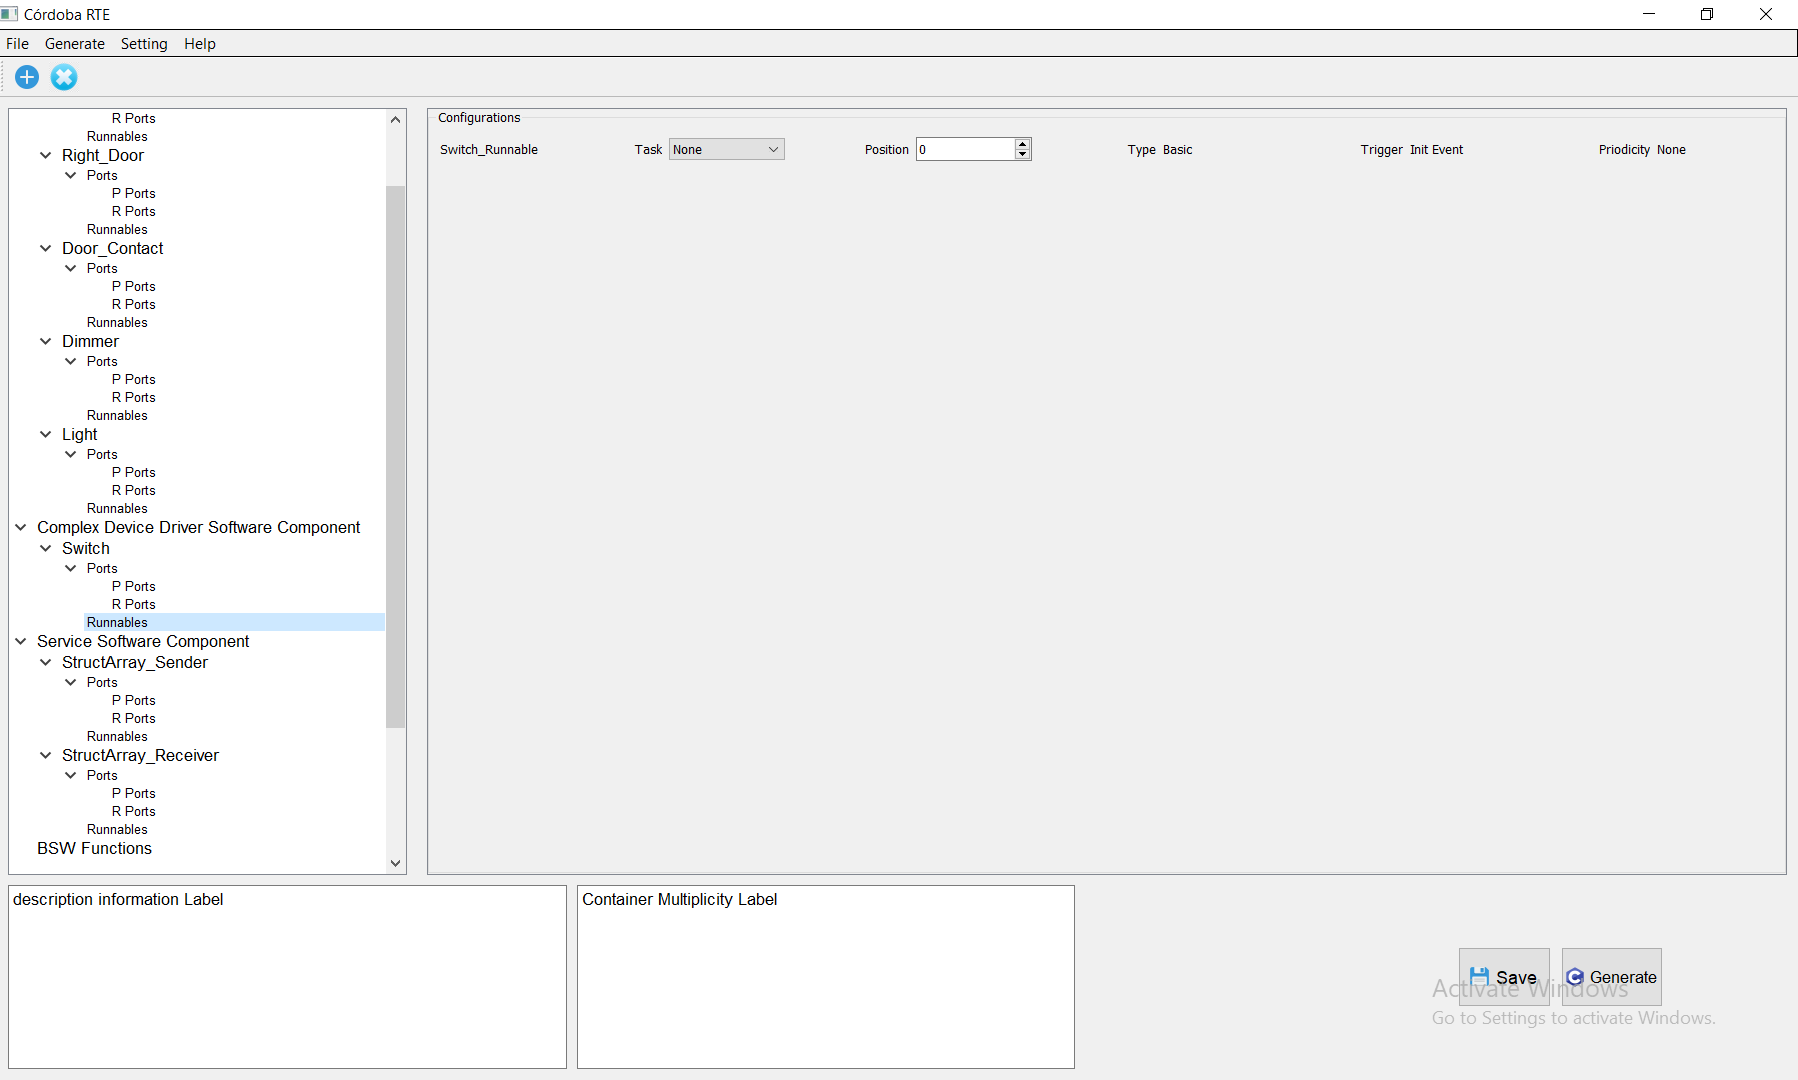 Córdoba RTE
File Generate Setting Help
R Ports
Runnables
Right_Door
Ports
P Ports
R Ports
Runnables
Door_Contact
Ports
P Ports
R Ports
Runnables
Dimmer
Ports
P Ports
R Ports
Runnables
Light
Ports
P Ports
R Ports
Runnables
Complex Device Driver Software Component
Switch
Ports
P Ports
R Ports
Runnables
Service Software Component
StructArray_Sender
Ports
P Ports
R Ports
Runnables
StructArray_Receiver
Ports
P Ports
R Ports
Runnables
BSW Functions
Configurations
Switch_Runnable Task None Position 0 Type Basic Trigger Init Event Priodicity None
description information Label
Container Multiplicity Label
Save Generate
Activate Windows
Go to Settings to activate Windows.